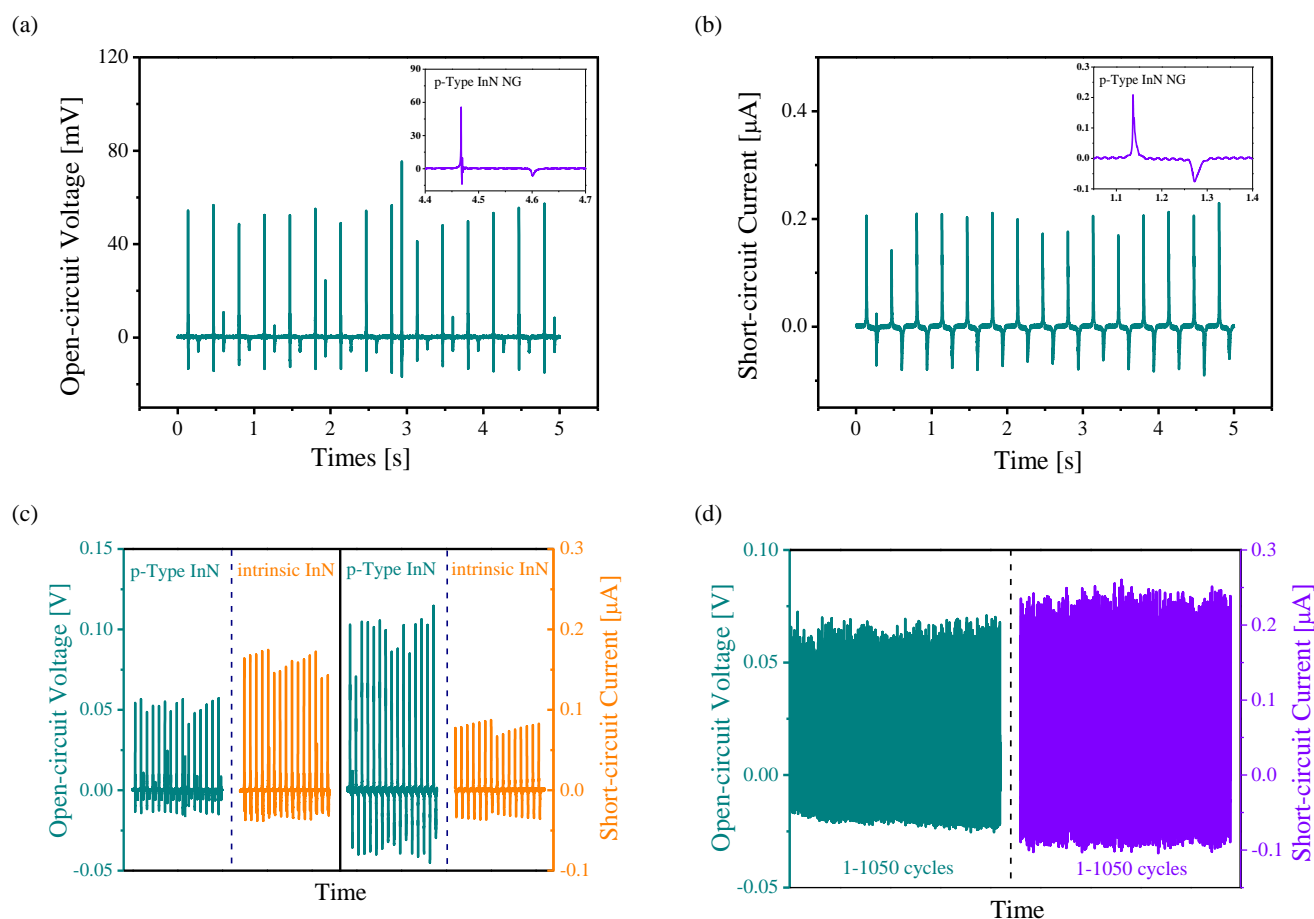 (a)
120
80
40
0
Open-circuit Voltage [mV]
0 1 2 3 4 5
Times [s]
p-Type InN NG
90
60
30
0
4.4 4.5 4.6 4.7
(b)
0.4
0.2
0.0
Short-circuit Current [μA]
0 1 2 3 4 5
Time [s]
p-Type InN NG
0.3
0.2
0.1
0.0
-0.1
1.1 1.2 1.3 1.4
(c)
0.15
0.10
0.05
0.00
-0.05
Open-circuit Voltage [V]
p-Type InN intrinsic InN p-Type InN intrinsic InN
0.3
0.2
0.1
0.0
-0.1
Short-circuit Current [μA]
Time
(d)
0.10
0.05
0.00
-0.05
Open-circuit Voltage [V]
1-1050 cycles 1-1050 cycles
0.3
0.2
0.1
0.0
-0.1
Short-circuit Current [μA]
Time